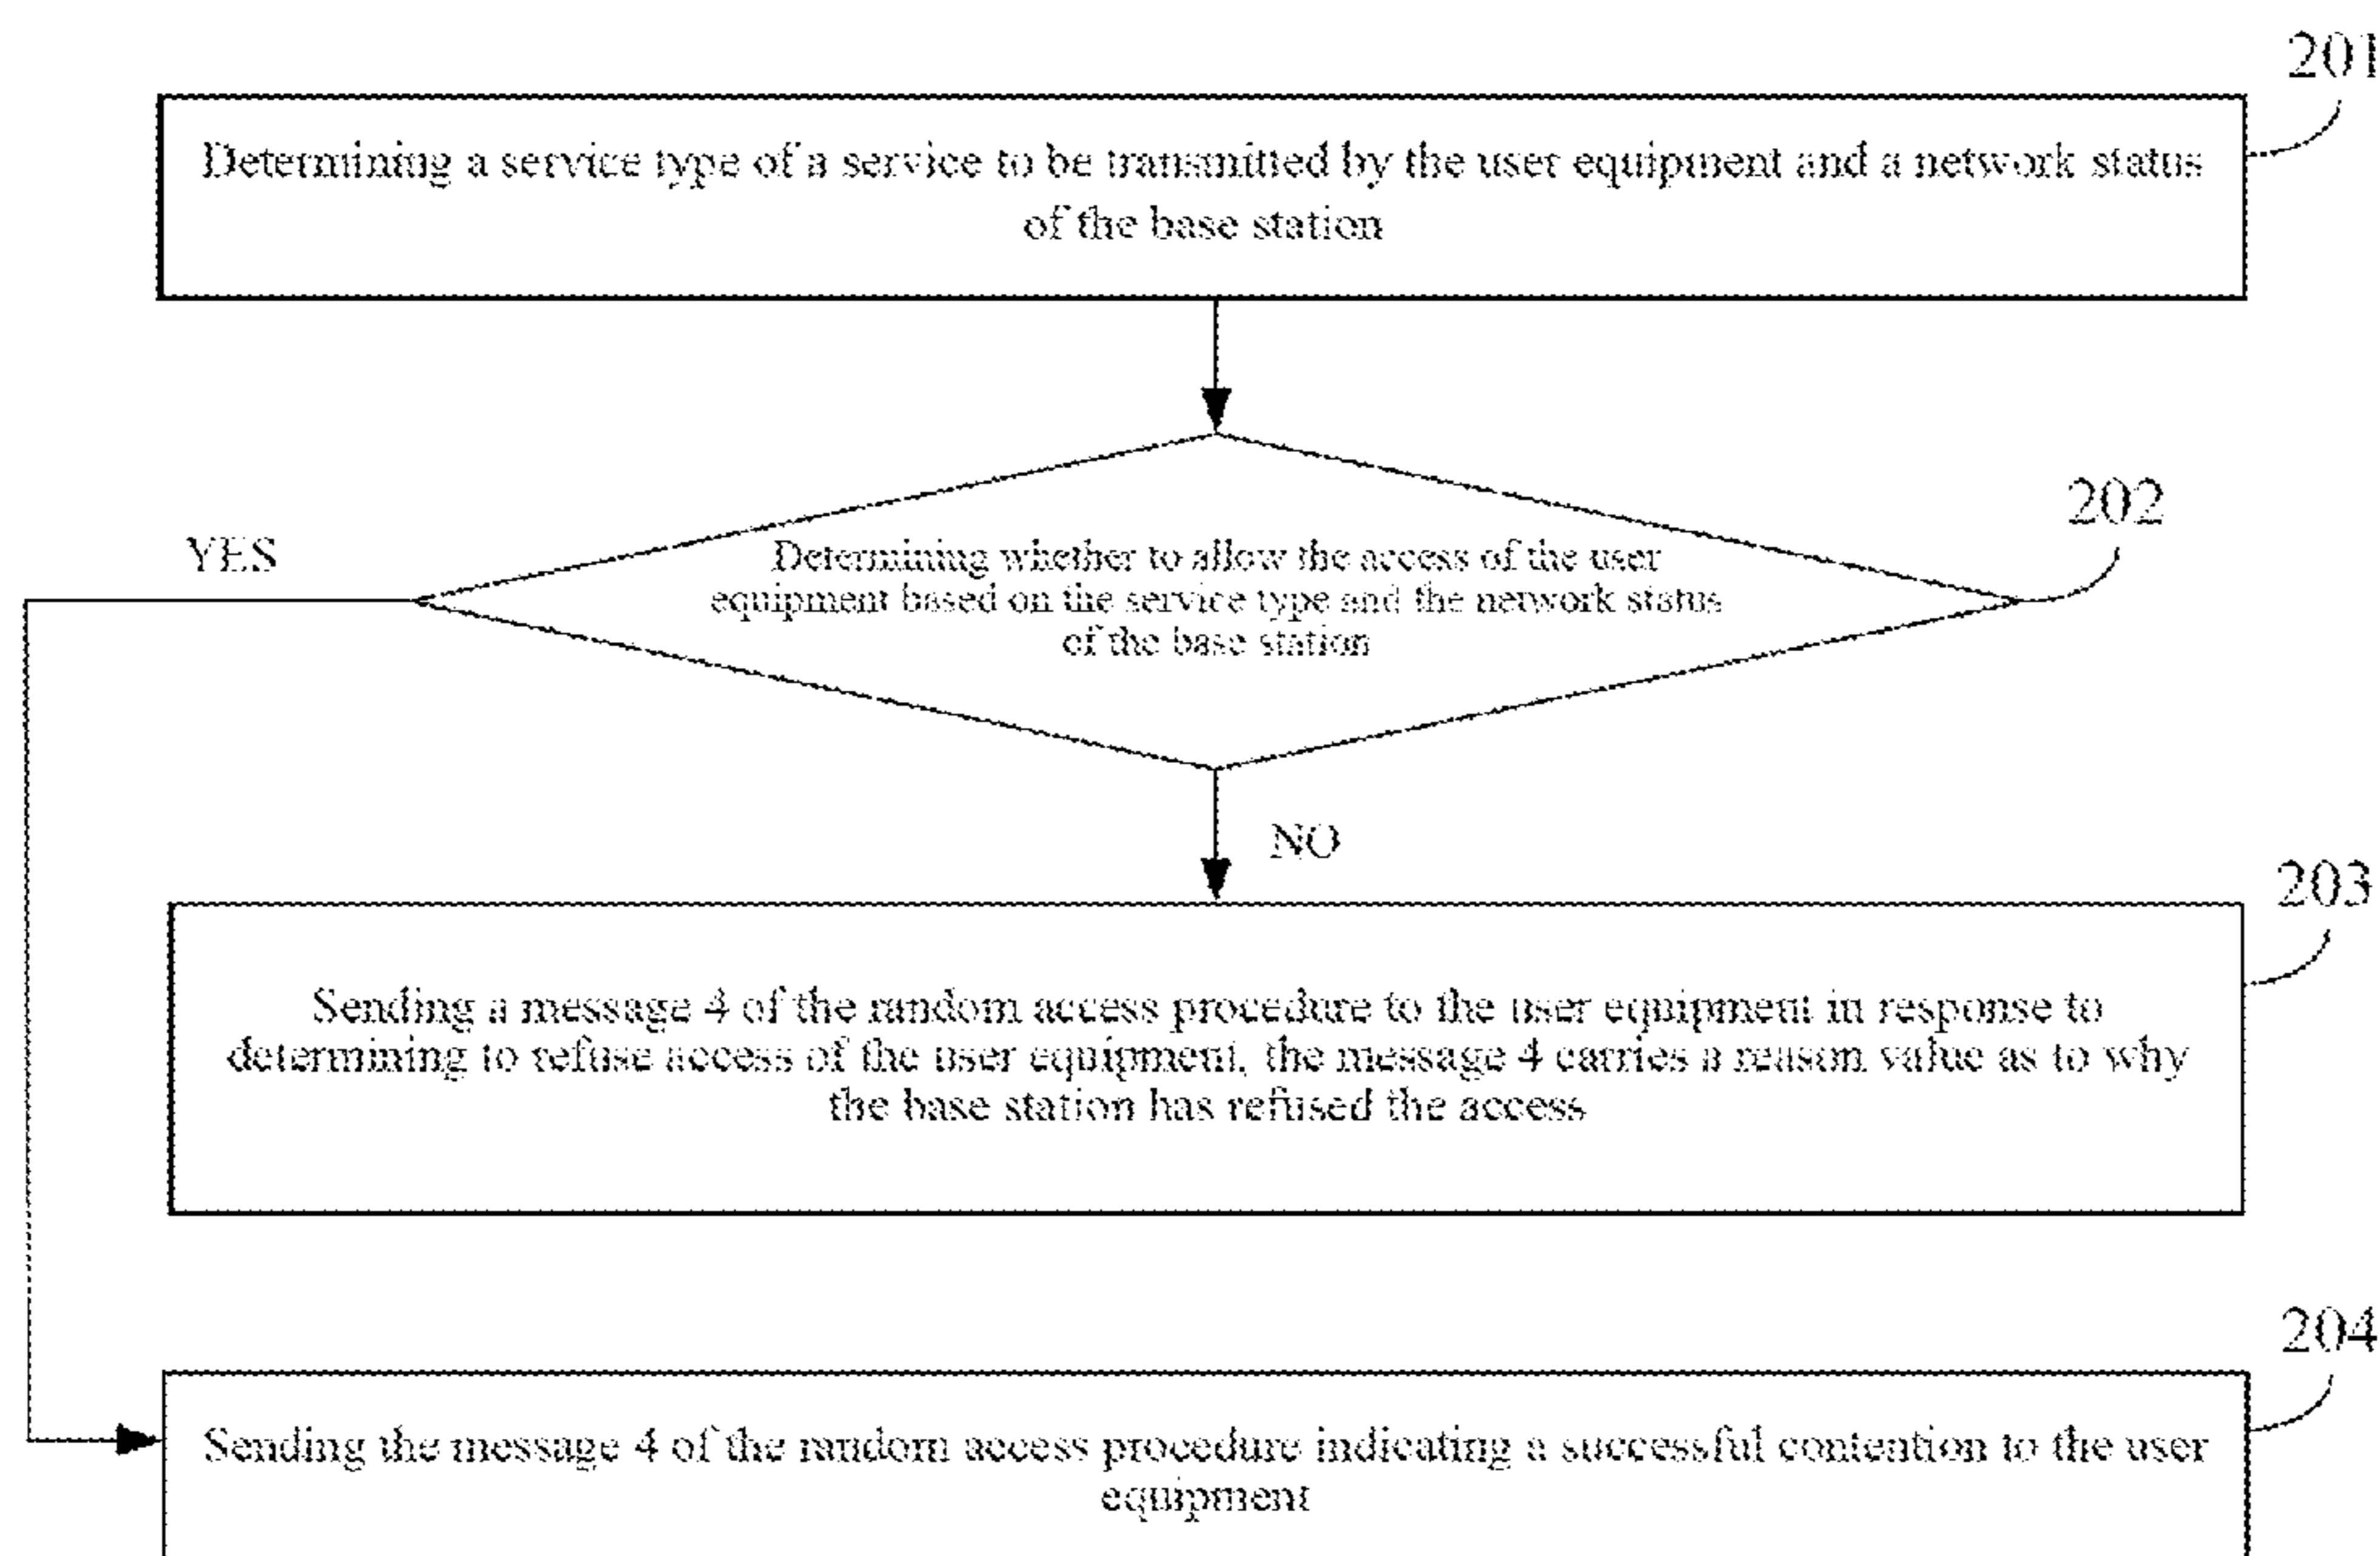 201
Determining a service type of a service to be transmitted by the user equipment and a network status
of the base station
202
YES
Determining whether to allow the access of the user
equipment based on the service type and the network status
of the base station
NO
203
Sending a message 4 of the random access procedure to the user equipment in response to
determining to refuse access of the user equipment, the message 4 carries a reason value as to why
the base station has refused the access
204
Sending the message 4 of the random access procedure indicating a successful contention to the user
equipment